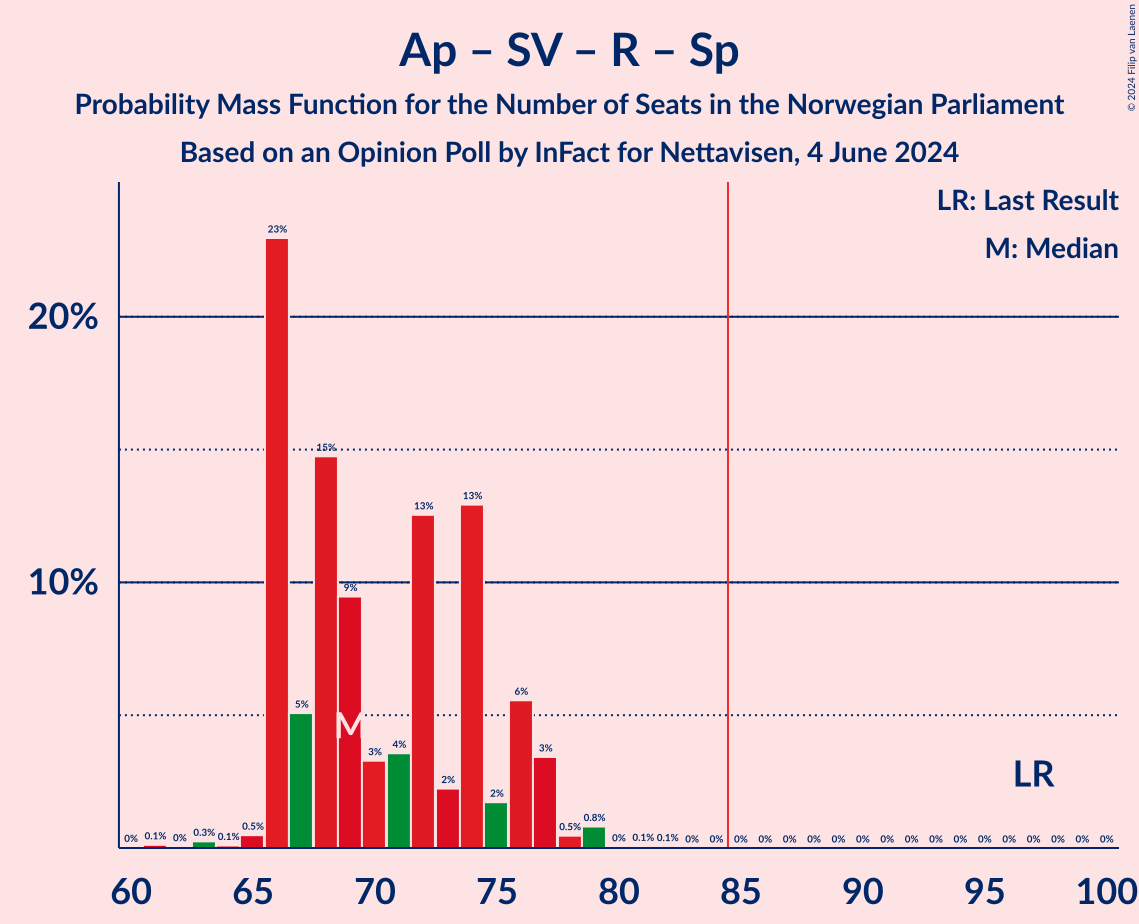 Ap – SV – R – Sp
Probability Mass Function for the Number of Seats in the Norwegian Parliament
Based on an Opinion Poll by InFact for Nettavisen, 4 June 2024
© 2024 Filip van Laenen
LR: Last Result
M: Median
20%
10%
0% 0.1% 0% 0.3% 0.1% 0.5% 23% 5% 15% 9% 3% 4% 13% 2% 13% 2% 6% 3% 0.5% 0.8% 0% 0.1% 0.1% 0% 0% 0% 0% 0% 0% 0% 0% 0% 0% 0% 0% 0% 0% 0% 0% 0% 0%
M
LR
60 65 70 75 80 85 90 95 100